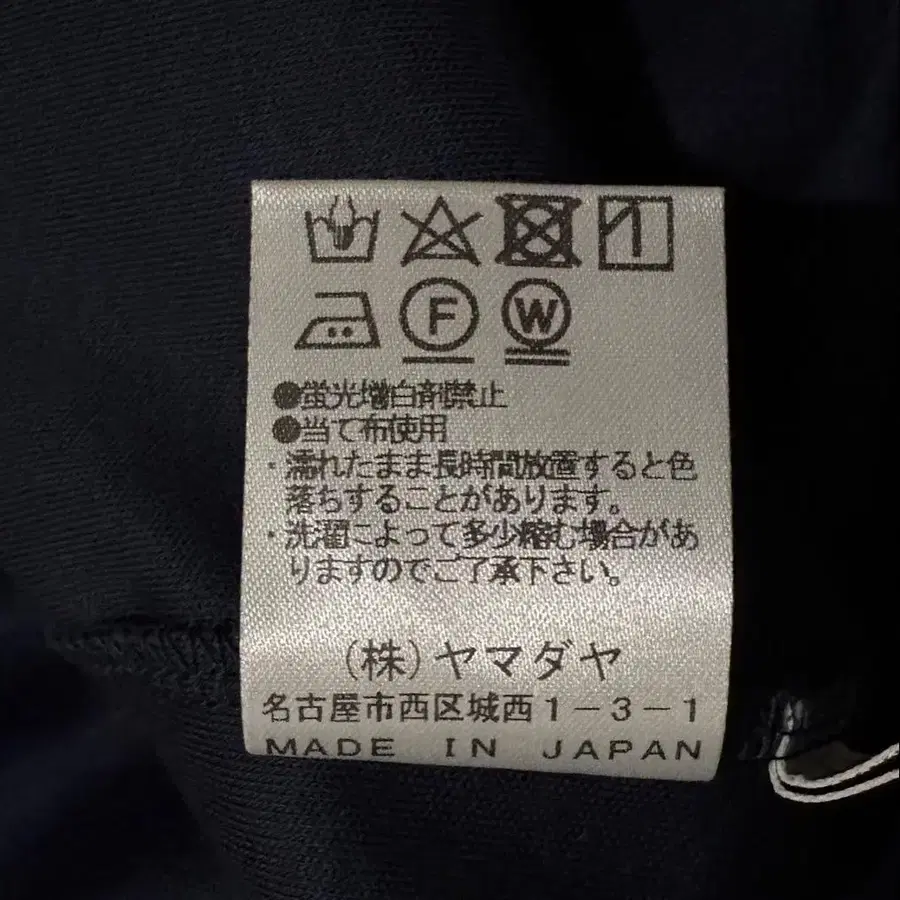 F W
●蛍光増白剤禁止
●当て布使用
・濡れたまま長時間放置すると色
落ちすることがあります。
・洗濯によって多少縮む場合があ
りますのでご了承下さい。
(株)ヤマダヤ
名古屋市西区城西1-3-1
MADE IN JAPAN